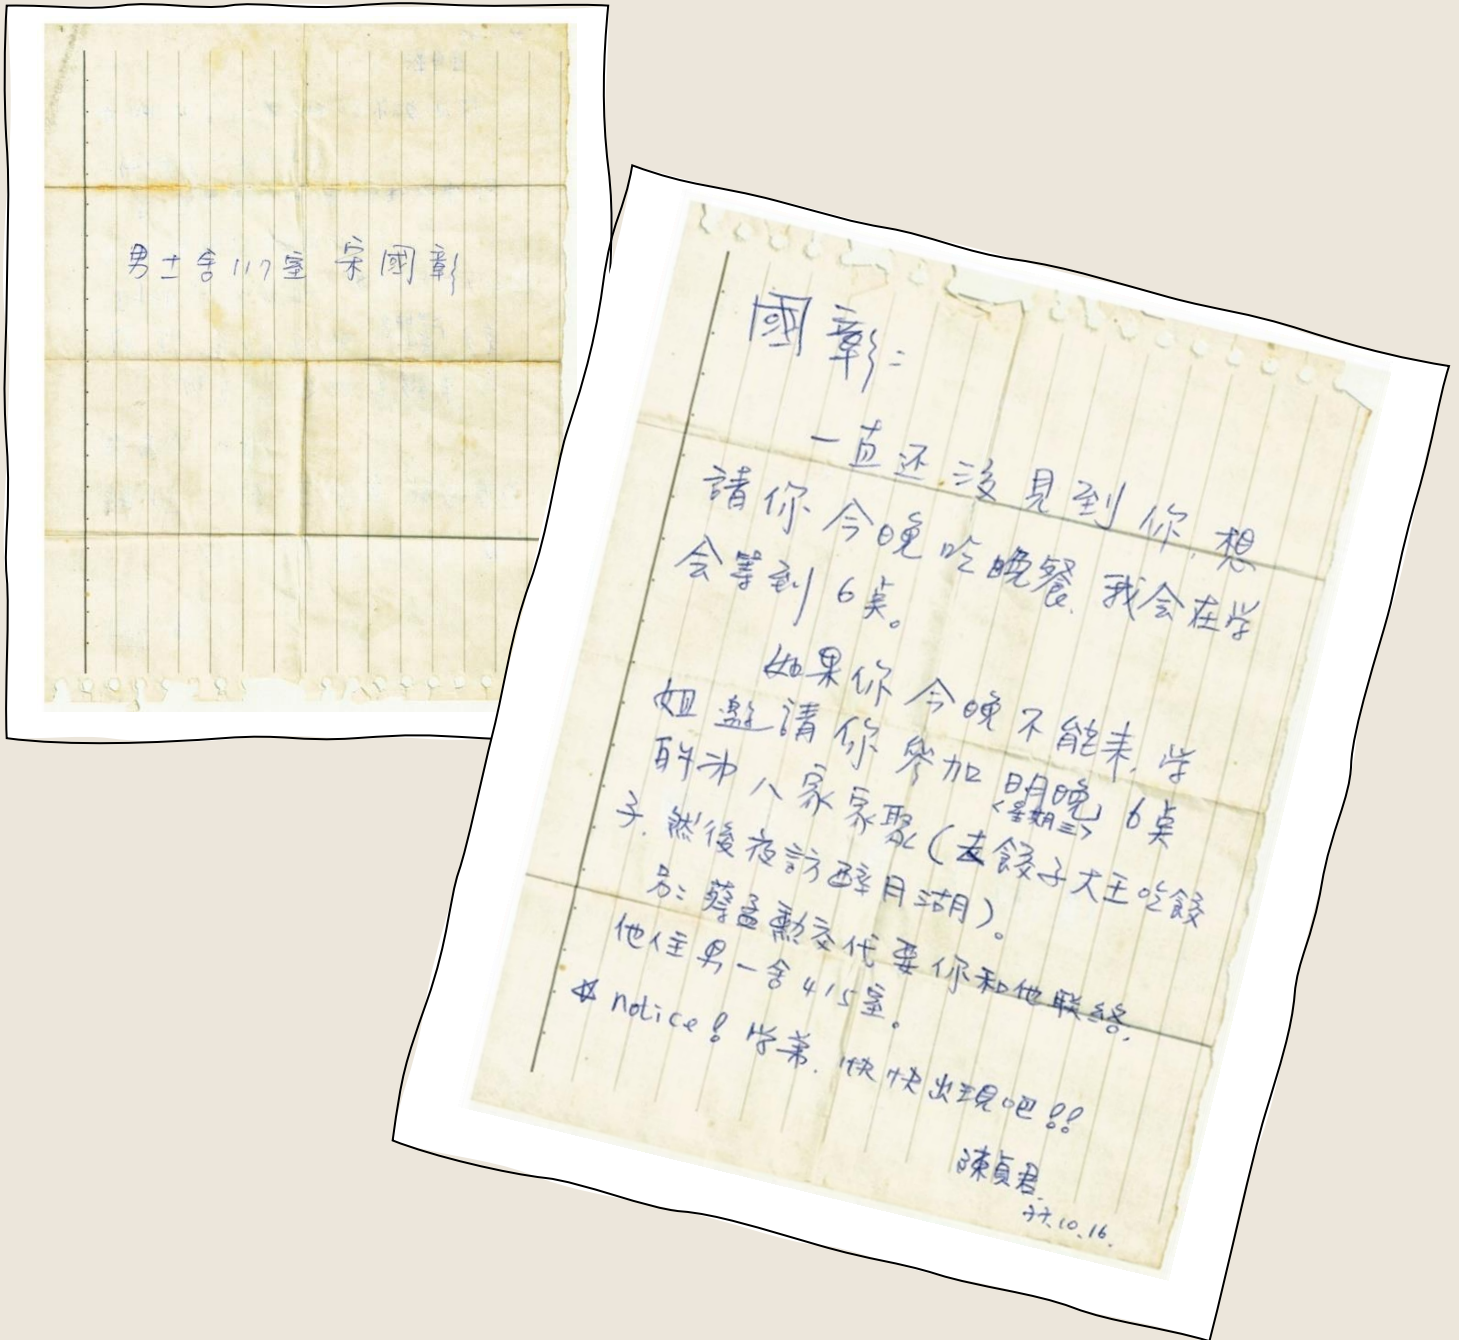 男士舍117室 宋國彰
國彰:
一直还沒見到你,想
請你今晚吃晚餐.我会在学
会等到6点。
如果你今晚不能来,学
姐邀請你參加明晚6点
<星期三>
八家家聚(去餃子大王吃餃
子.然後夜訪醉月湖)。
另:蔡孟勳交代要你和他联絡.
他住男一舍415室。
☆notice! 学弟.快快出現吧!!
陳貞君.
77.10.16.